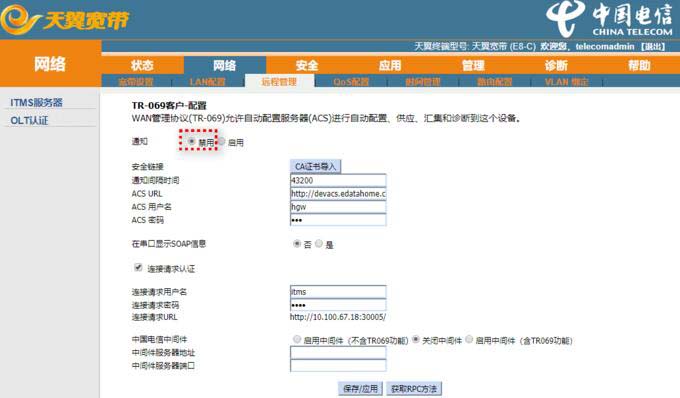 天翼宽带 中国电信
CHINA TELECOM
天翼终端型号: 天翼宽带 (E8-C) 欢迎您，telecomadmin [退出]
网络 状态 网络 安全 应用 管理 诊断 帮助
宽带设置 LAN配置 远程管理 QoS配置 时间管理 路由配置 VLAN 绑定
ITMS服务器
OLT认证
TR-069客户-配置
WAN管理协议(TR-069)允许自动配置服务器(ACS)进行自动配置、供应、汇集和诊断到这个设备。
通知 禁用 启用
安全链接 CA证书导入
通知间隔时间 43200
ACS URL http://devacs.edatahome.c
ACS 用户名 hgw
ACS 密码 •••
在串口显示SOAP信息 否 是
连接请求认证
连接请求用户名 itms
连接请求密码 ••••
连接请求URL http://10.100.67.18:30005/
中国电信中间件 启用中间件（不含TR069功能） 关闭中间件 启用中间件（含TR069功能）
中间件服务器地址
中间件服务器端口
保存/应用 获取RPC方法